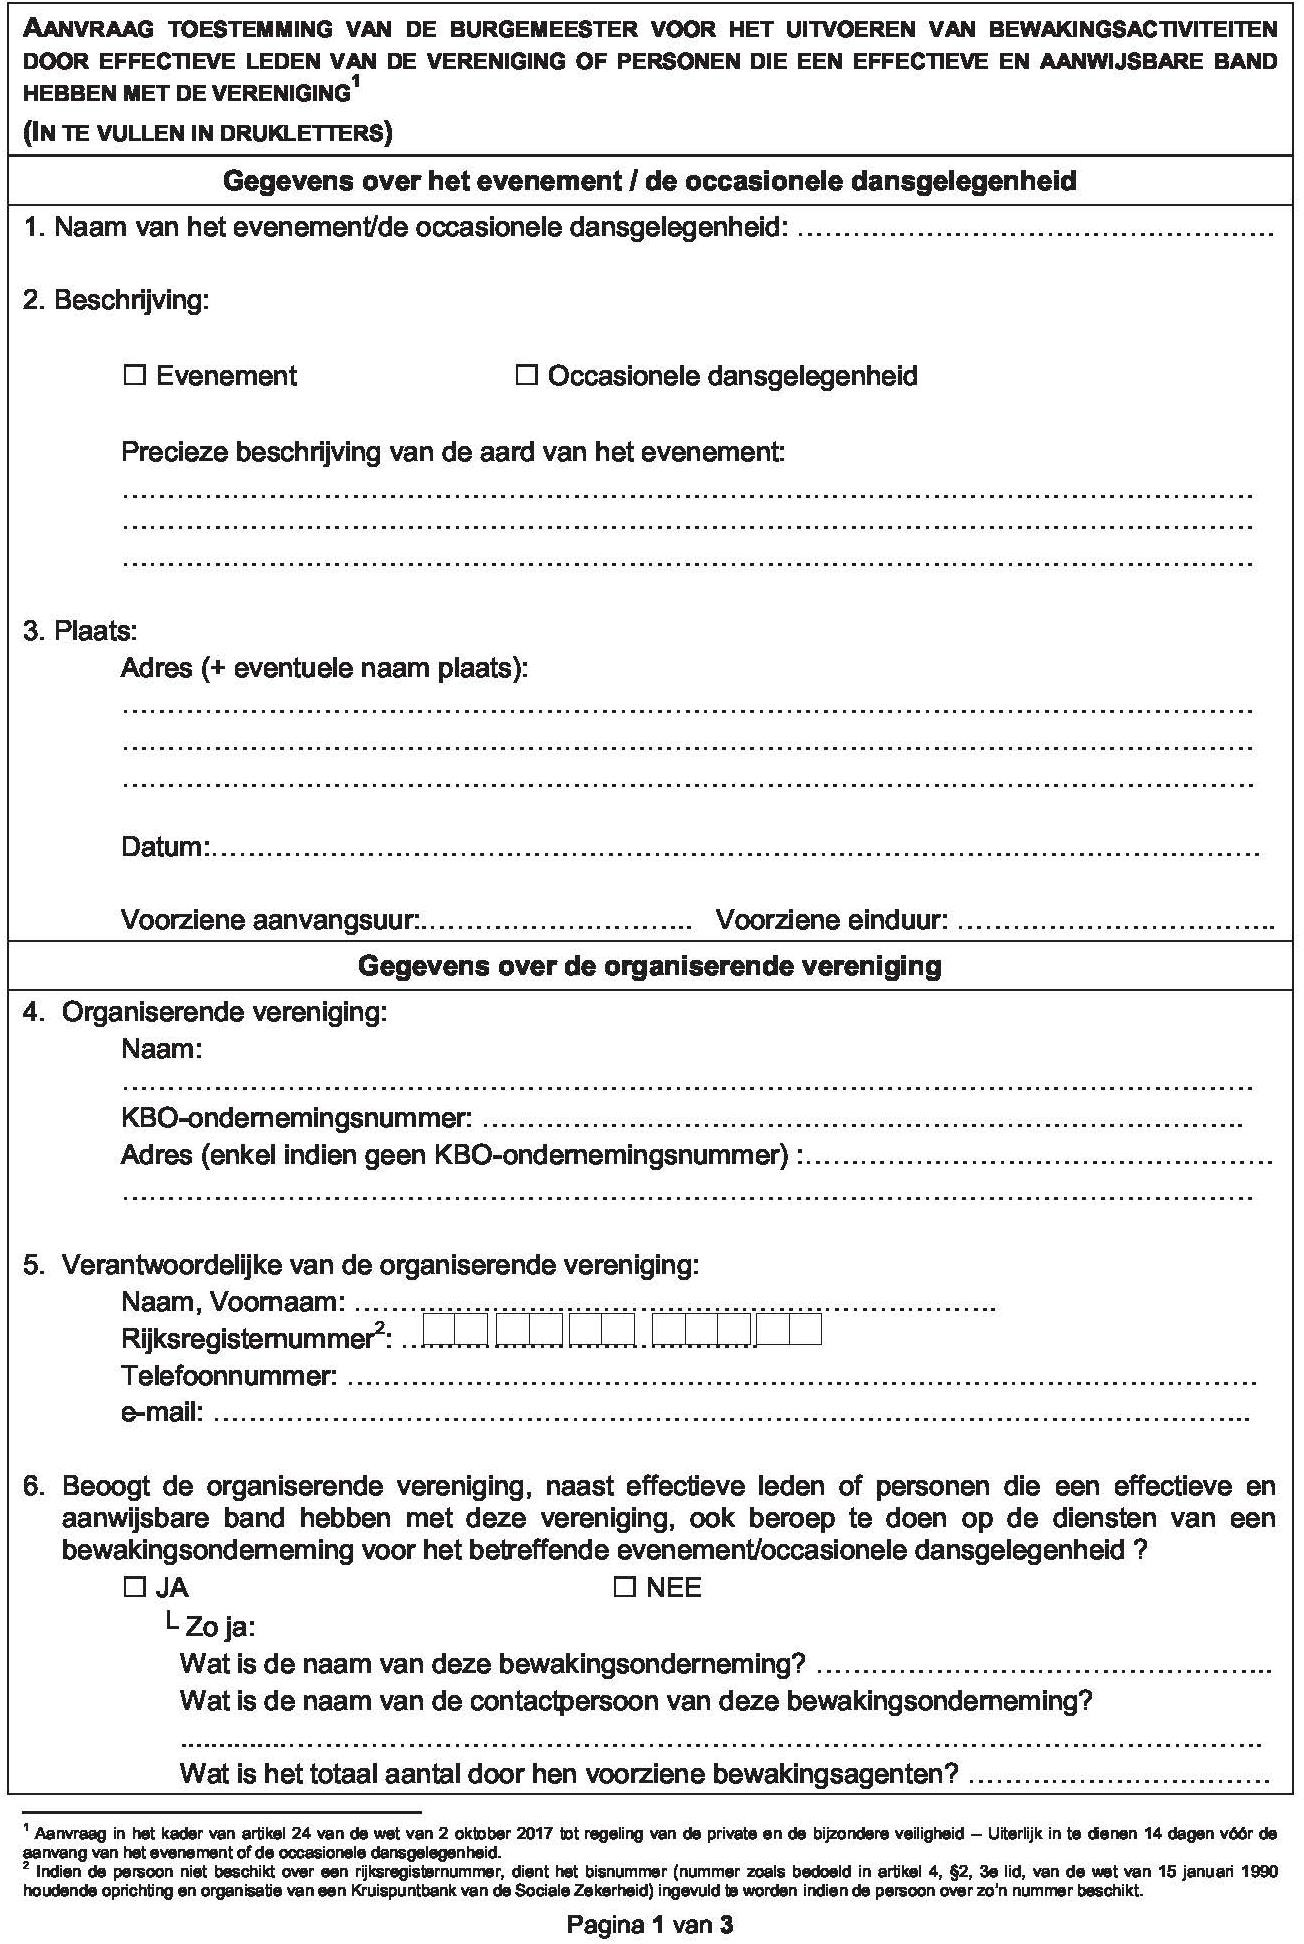 AANVRAAG TOESTEMMING VAN DE BURGEMEESTER VOOR HET UITVOEREN VAN BEWAKINGSACTIVITEITEN
DOOR EFFECTIEVE LEDEN VAN DE VERENIGING OF PERSONEN DIE EEN EFFECTIEVE EN AANWIJSBARE BAND
HEBBEN MET DE VERENIGING¹
(IN TE VULLEN IN DRUKLETTERS)
Gegevens over het evenement / de occasionele dansgelegenheid
1. Naam van het evenement/de occasionele dansgelegenheid: ……………………………………………
2. Beschrijving:
☐ Evenement ☐ Occasionele dansgelegenheid
Precieze beschrijving van de aard van het evenement:
……………………………………………………………………………………………………………
……………………………………………………………………………………………………………
……………………………………………………………………………………………………………
3. Plaats:
Adres (+ eventuele naam plaats):
……………………………………………………………………………………………………………
……………………………………………………………………………………………………………
……………………………………………………………………………………………………………
Datum:……………………………………………………………………………………………………
Voorziene aanvangsuur:………………………... Voorziene einduur: ……………………………..
Gegevens over de organiserende vereniging
4. Organiserende vereniging:
Naam:
……………………………………………………………………………………………………………
KBO-ondernemingsnummer: ………………………………………………………………………..
Adres (enkel indien geen KBO-ondernemingsnummer) :……………………………………………
……………………………………………………………………………………………………………
5. Verantwoordelijke van de organiserende vereniging:
Naam, Voornaam: ……………………………………………………………
Rijksregisternummer²: ……………………………….
Telefoonnummer: ………………………………………………………………………………………
e-mail: …………………………………………………………………………………………………...
6. Beoogt de organiserende vereniging, naast effectieve leden of personen die een effectieve en
aanwijsbare band hebben met deze vereniging, ook beroep te doen op de diensten van een
bewakingsonderneming voor het betreffende evenement/occasionele dansgelegenheid ?
☐ JA ☐ NEE
└ Zo ja:
Wat is de naam van deze bewakingsonderneming? …………………………………………...
Wat is de naam van de contactpersoon van deze bewakingsonderneming?
………………………………………………………………………………………………………
Wat is het totaal aantal door hen voorziene bewakingsagenten? ……………………………
¹ Aanvraag in het kader van artikel 24 van de wet van 2 oktober 2017 tot regeling van de private en de bijzondere veiligheid – Uiterlijk in te dienen 14 dagen vóór de
aanvang van het evenement of de occasionele dansgelegenheid.
² Indien de persoon niet beschikt over een rijksregisternummer, dient het bisnummer (nummer zoals bedoeld in artikel 4, §2, 3e lid, van de wet van 15 januari 1990
houdende oprichting en organisatie van een Kruispuntbank van de Sociale Zekerheid) ingevuld te worden indien de persoon over zo'n nummer beschikt.
Pagina 1 van 3